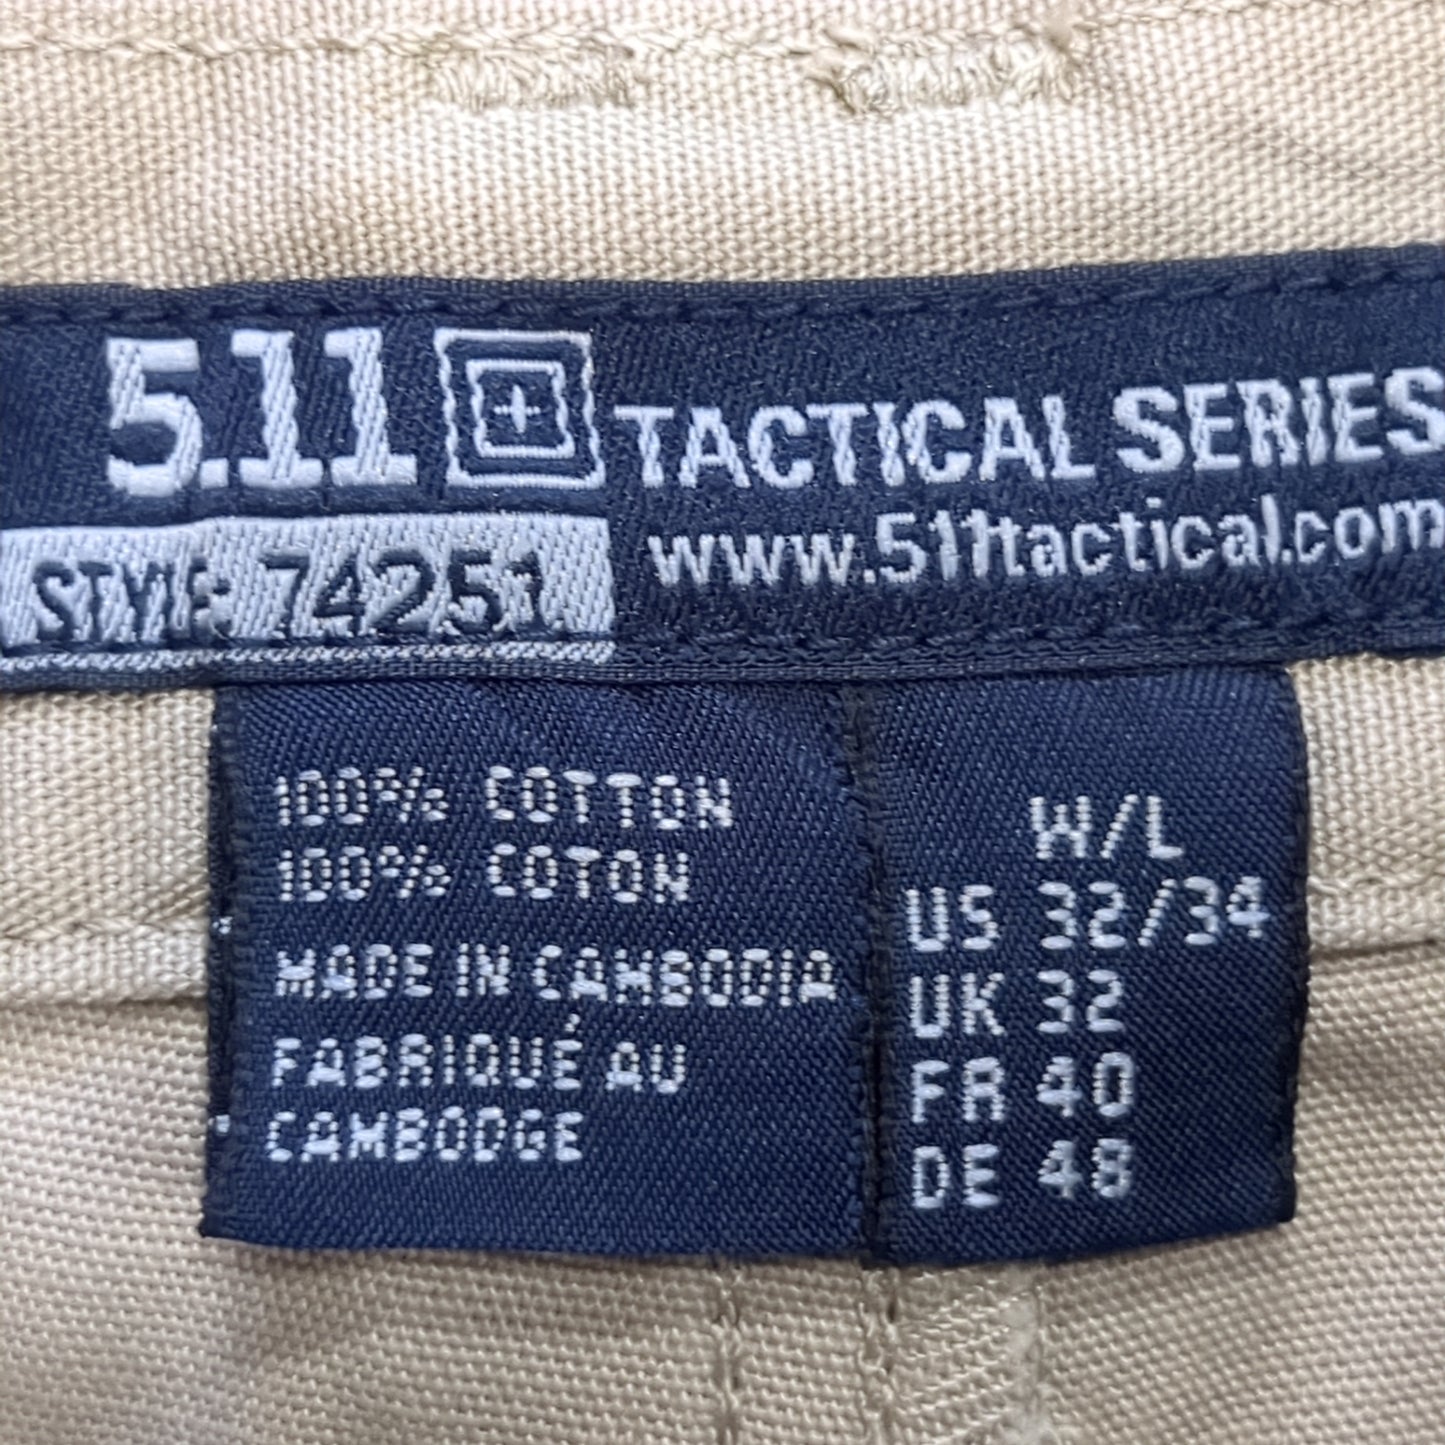 5.11 TACTICAL SERIES
www.511tactical.com
STYLE 74251
100% COTTON
100% COTON
MADE IN CAMBODIA
FABRIQUÉ AU
CAMBODGE
W/L
US 32/34
UK 32
FR 40
DE 48